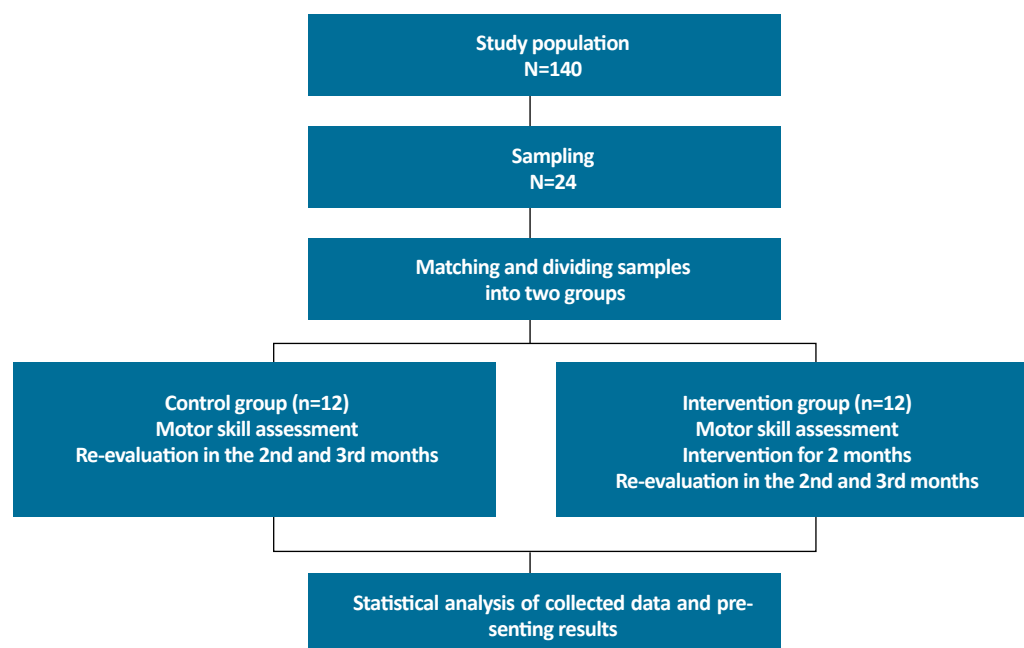 Study population
N=140
Sampling
N=24
Matching and dividing samples
into two groups
Control group (n=12)
Motor skill assessment
Re-evaluation in the 2nd and 3rd months
Intervention group (n=12)
Motor skill assessment
Intervention for 2 months
Re-evaluation in the 2nd and 3rd months
Statistical analysis of collected data and pre-
senting results